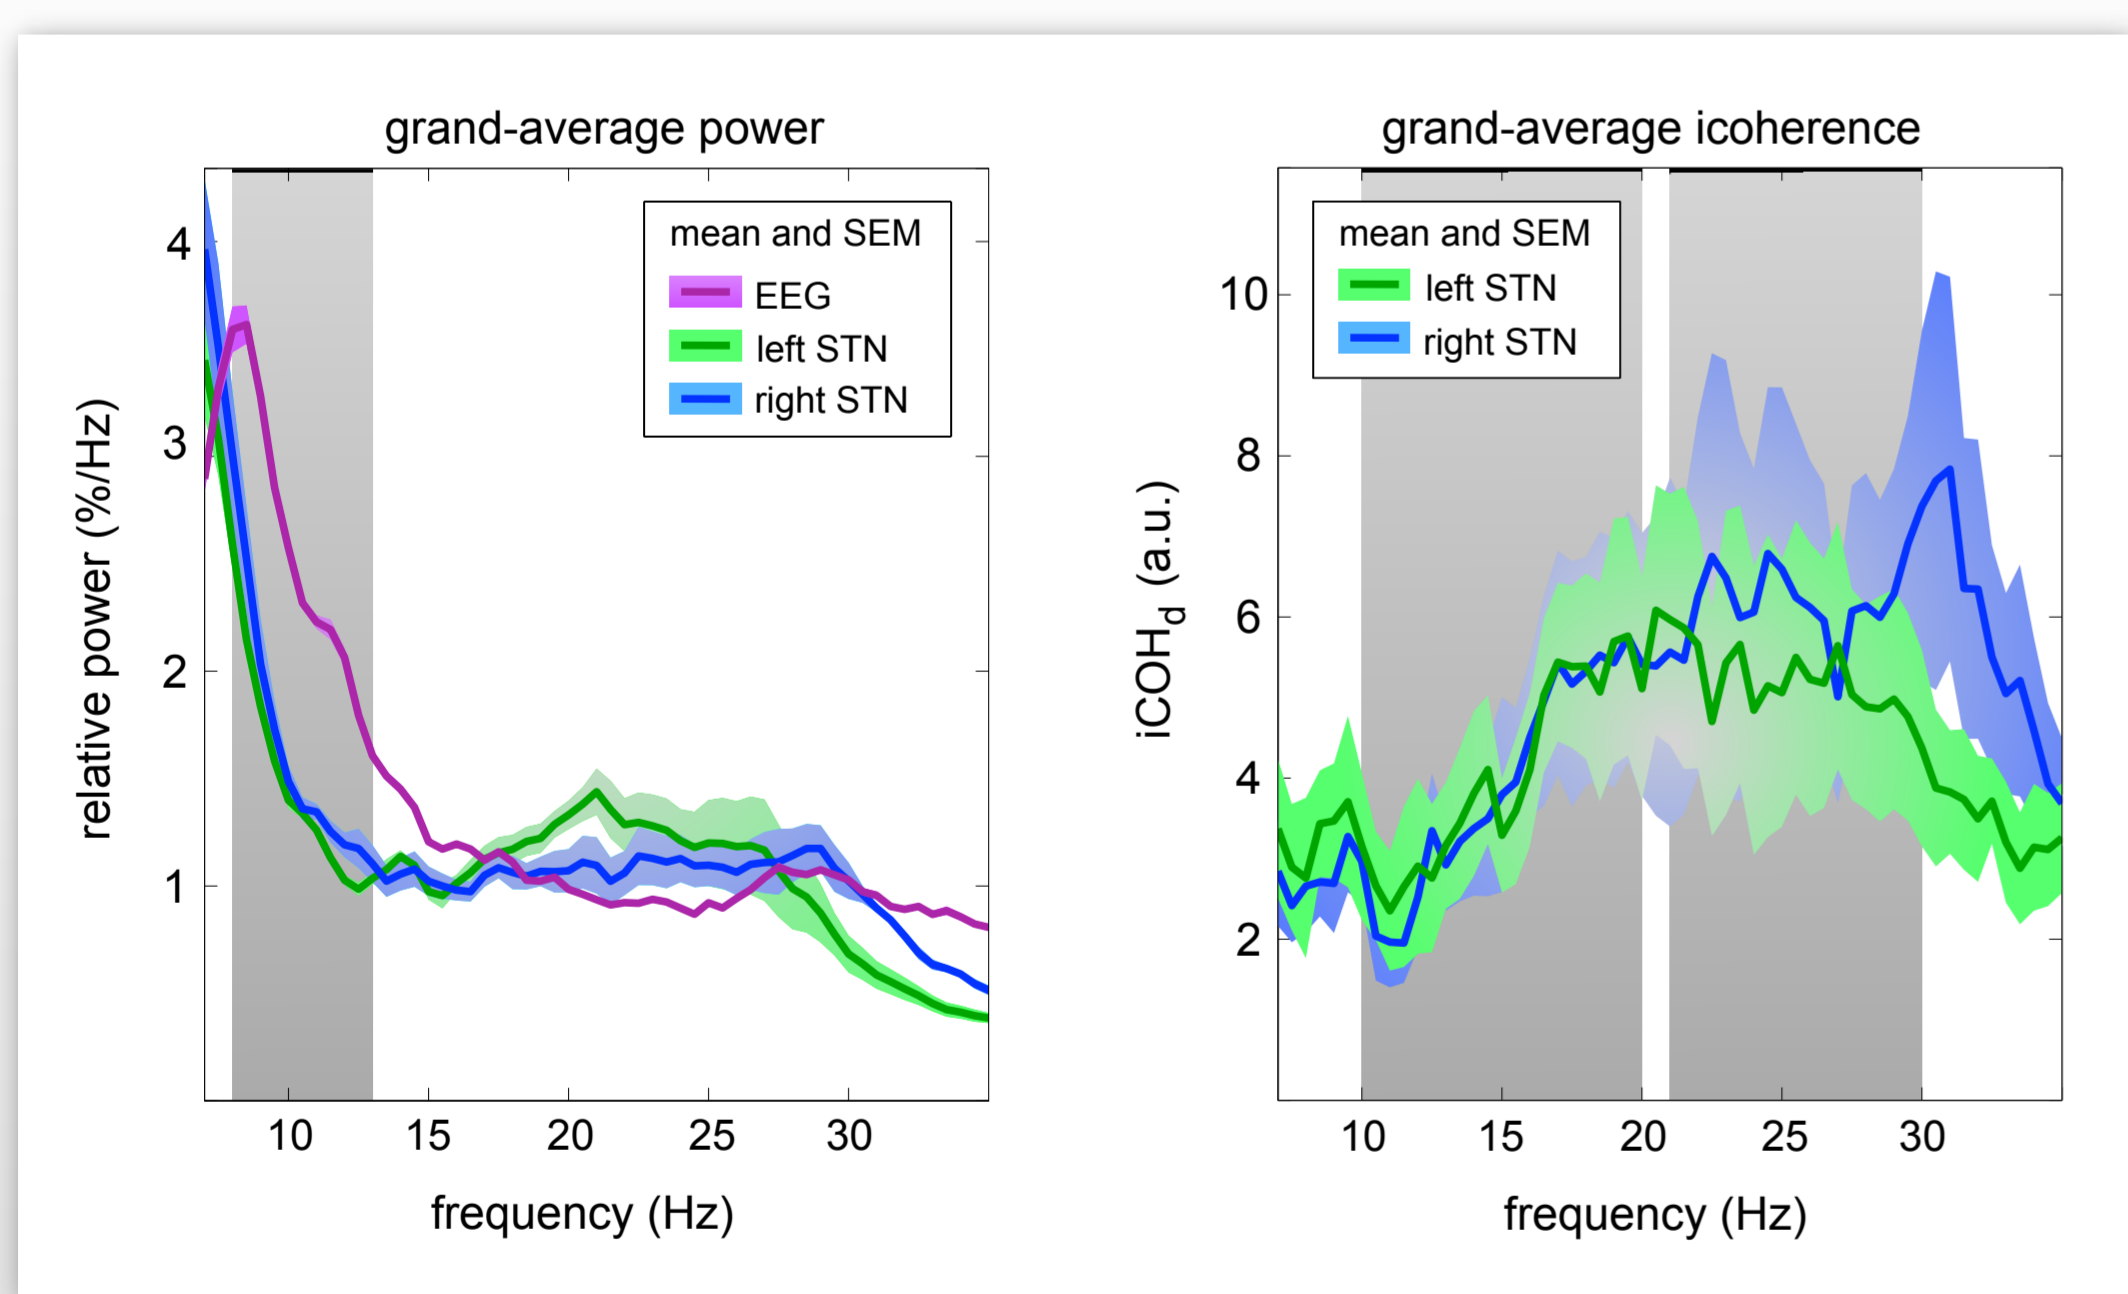 grand-average power
4
3
2
1
relative power (%/Hz)
mean and SEM
EEG
left STN
right STN
10 15 20 25 30
frequency (Hz)
grand-average icoherence
10
8
6
4
2
iCOHd (a.u.)
mean and SEM
left STN
right STN
10 15 20 25 30
frequency (Hz)